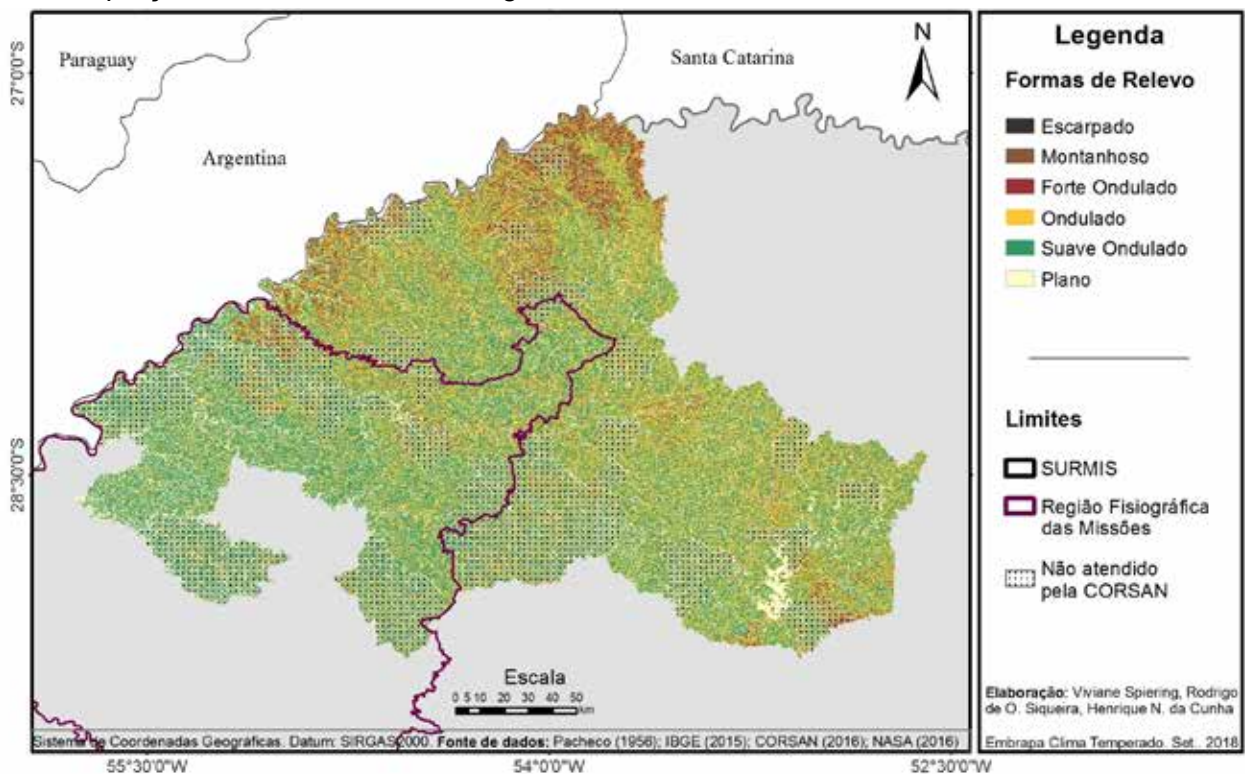 Paraguay
Santa Catarina
N
Argentina
27°0'0"S
28°30'0"S
Escala
0 5 10 20 30 40 50
km
Sistema de Coordenadas Geográficas. Datum: SIRGAS2000. Fonte de dados: Pacheco (1956); IBGE (2015); CORSAN (2016); NASA (2016)
55°30'0"W
54°0'0"W
52°30'0"W
Legenda
Formas de Relevo
Escarpado
Montanhoso
Forte Ondulado
Ondulado
Suave Ondulado
Plano
Limites
SURMIS
Região Fisiográfica
das Missões
Não atendido
pela CORSAN
Elaboração: Viviane Spiering, Rodrigo
de O. Siqueira, Henrique N. da Cunha
Embrapa Clima Temperado. Set.. 2018